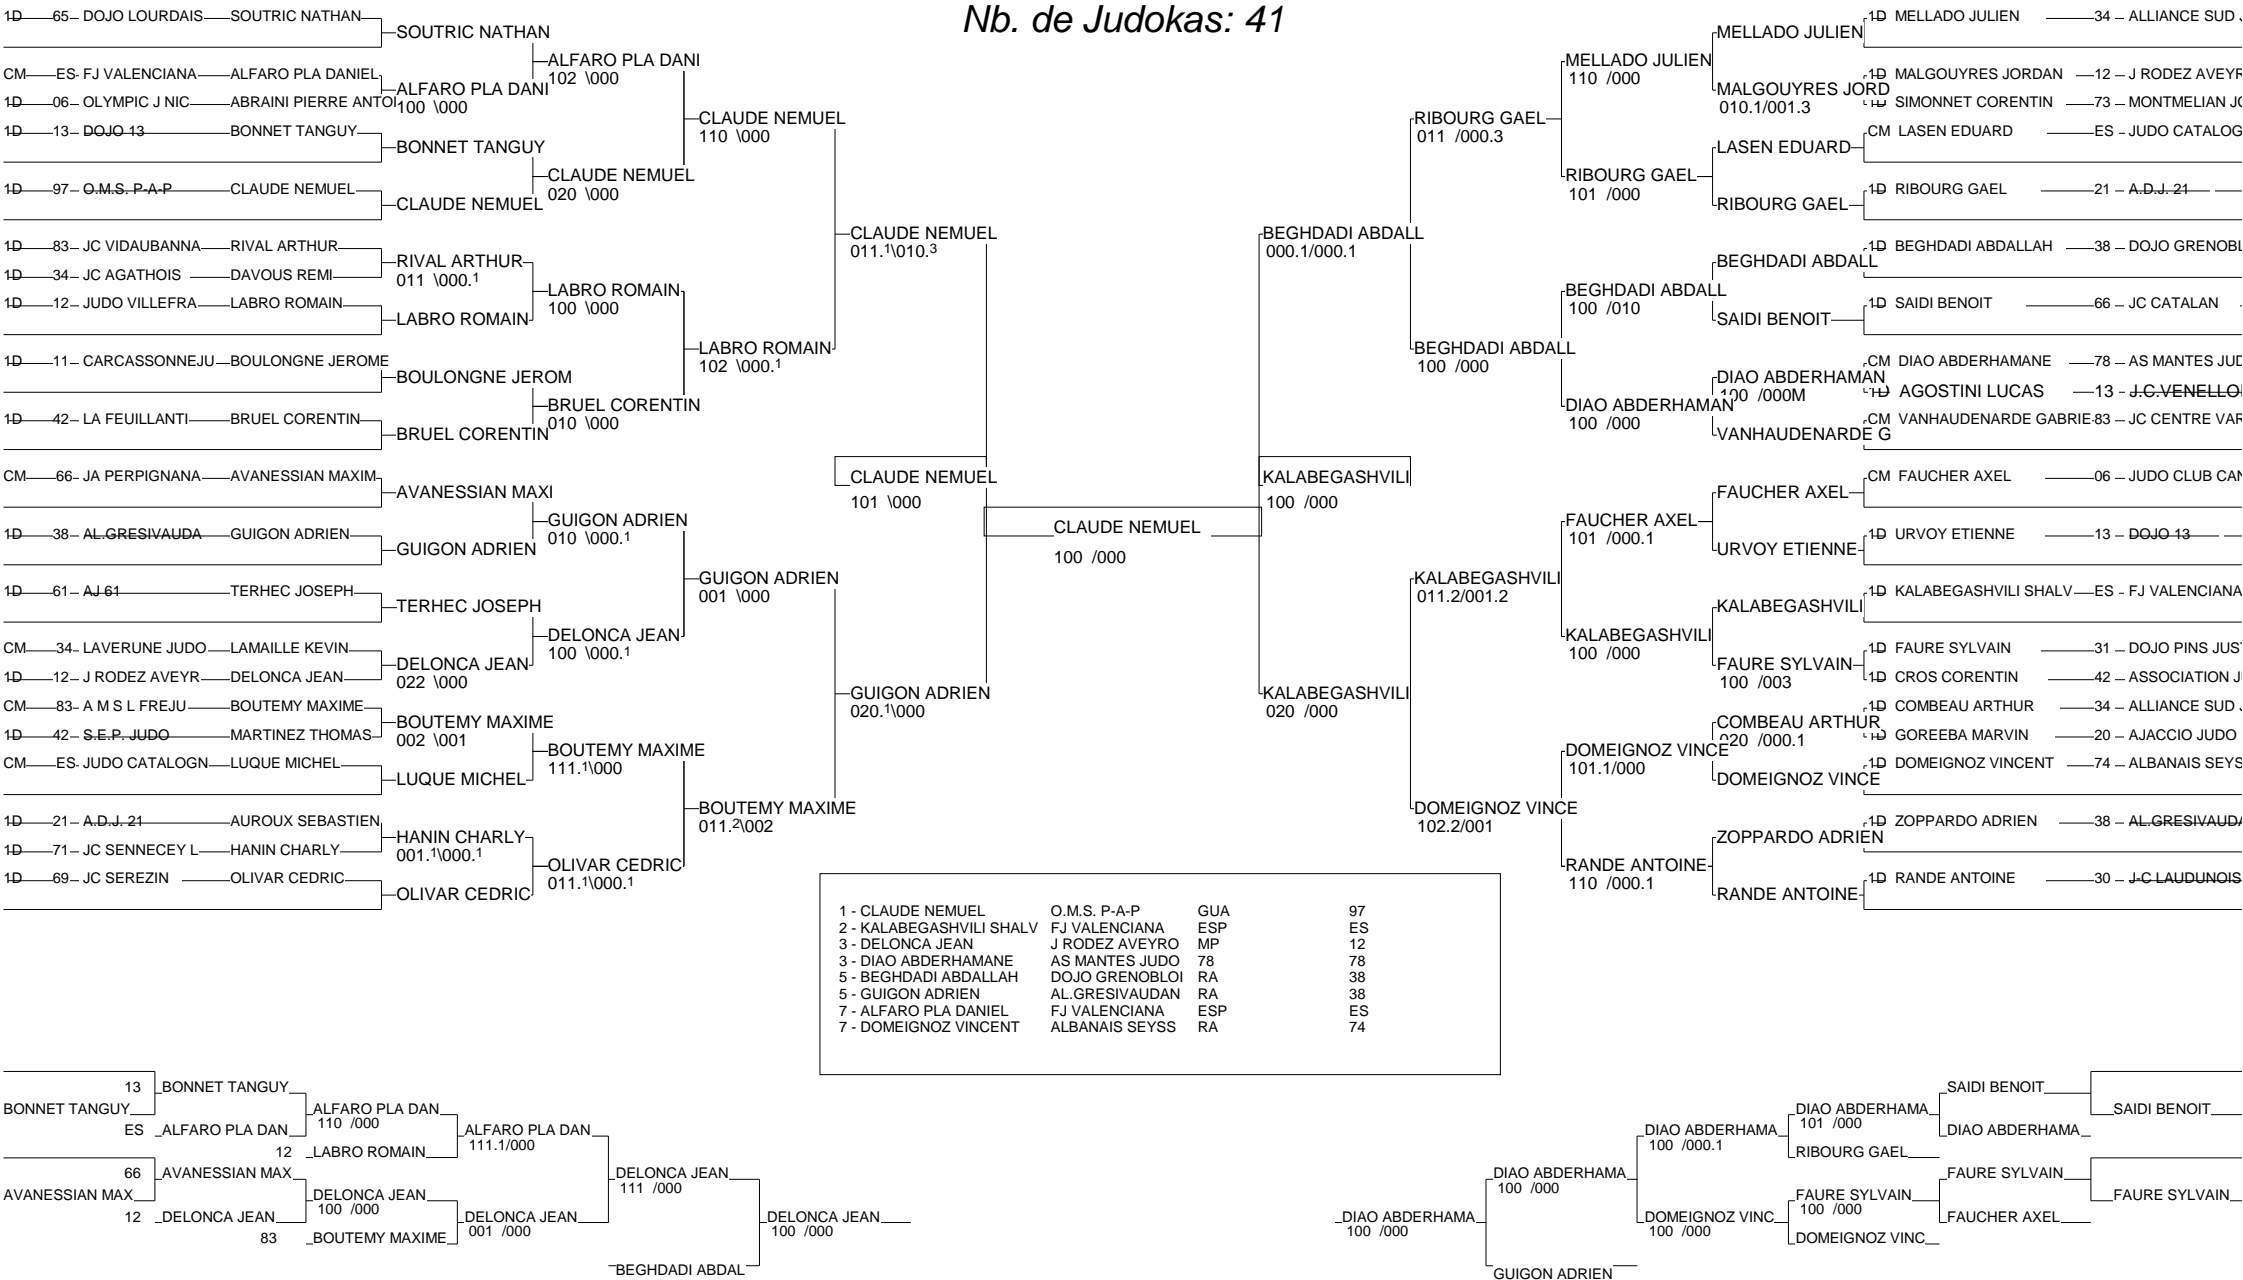 Nb. de Judokas: 41
1D 65 – DOJO LOURDAIS SOUTRIC NATHAN
CM ES- FJ VALENCIANA ALFARO PLA DANIEL
1D 06 – OLYMPIC J NIC ABRAINI PIERRE ANTOI
1D 13 – DOJO 13 BONNET TANGUY
1D 97 – O.M.S. P-A-P CLAUDE NEMUEL
1D 83 – JC VIDAUBANNA RIVAL ARTHUR
1D 34 – JC AGATHOIS DAVOUS REMI
1D 12 – JUDO VILLEFRA LABRO ROMAIN
1D 11 – CARCASSONNEJU BOULONGNE JEROME
1D 42 – LA FEUILLANTI BRUEL CORENTIN
CM 66 – JA PERPIGNANA AVANESSIAN MAXIM
1D 38 – AL.GRESIVAUDA GUIGON ADRIEN
1D 61 – AJ 61 TERHEC JOSEPH
CM 34 – LAVERUNE JUDO LAMAILLE KEVIN
1D 12 – J RODEZ AVEYR DELONCA JEAN
CM 83 – A M S L FREJU BOUTEMY MAXIME
1D 42 – S.E.P. JUDO MARTINEZ THOMAS
CM ES- JUDO CATALOGN LUQUE MICHEL
1D 21 – A.D.J. 21 AUROUX SEBASTIEN
1D 71 – JC SENNECEY L HANIN CHARLY
1D 69 – JC SEREZIN OLIVAR CEDRIC
SOUTRIC NATHAN
ALFARO PLA DANI
100 \000
BONNET TANGUY
CLAUDE NEMUEL
RIVAL ARTHUR
011 \000.1
LABRO ROMAIN
BOULONGNE JEROM
BRUEL CORENTIN
AVANESSIAN MAXI
GUIGON ADRIEN
TERHEC JOSEPH
DELONCA JEAN
022 \000
BOUTEMY MAXIME
002 \001
LUQUE MICHEL
HANIN CHARLY
001.1\000.1
OLIVAR CEDRIC
ALFARO PLA DANI
102 \000
CLAUDE NEMUEL
020 \000
LABRO ROMAIN
100 \000
BRUEL CORENTIN
010 \000
GUIGON ADRIEN
010 \000.1
DELONCA JEAN
100 \000.1
BOUTEMY MAXIME
111.1\000
OLIVAR CEDRIC
011.1\000.1
CLAUDE NEMUEL
110 \000
LABRO ROMAIN
102 \000.1
GUIGON ADRIEN
001 \000
BOUTEMY MAXIME
011.2\002
CLAUDE NEMUEL
011.1\010.3
CLAUDE NEMUEL
101 \000
GUIGON ADRIEN
020.1\000
CLAUDE NEMUEL
100 /000
BEGHDADI ABDALL
000.1/000.1
KALABEGASHVILI
100 /000
KALABEGASHVILI
020 /000
RIBOURG GAEL
011 /000.3
BEGHDADI ABDALL
100 /000
KALABEGASHVILI
011.2/001.2
DOMEIGNOZ VINCE
102.2/001
MELLADO JULIEN
110 /000
RIBOURG GAEL
101 /000
BEGHDADI ABDALL
100 /010
DIAO ABDERHAMAN
100 /000
FAUCHER AXEL
101 /000.1
KALABEGASHVILI
100 /000
DOMEIGNOZ VINCE
101.1/000
RANDE ANTOINE
110 /000.1
MELLADO JULIEN
MALGOUYRES JORD
010.1/001.3
LASEN EDUARD
RIBOURG GAEL
BEGHDADI ABDALL
SAIDI BENOIT
DIAO ABDERHAMAN
100 /000M
VANHAUDENARDE G
FAUCHER AXEL
URVOY ETIENNE
KALABEGASHVILI
FAURE SYLVAIN
100 /003
COMBEAU ARTHUR
020 /000.1
DOMEIGNOZ VINCE
ZOPPARDO ADRIEN
RANDE ANTOINE
1D MELLADO JULIEN 34 – ALLIANCE SUD J
1D MALGOUYRES JORDAN 12 – J RODEZ AVEYR
1D SIMONNET CORENTIN 73 – MONTMELIAN JO
CM LASEN EDUARD ES – JUDO CATALOG
1D RIBOURG GAEL 21 – A.D.J. 21
1D BEGHDADI ABDALLAH 38 – DOJO GRENOBL
1D SAIDI BENOIT 66 – JC CATALAN
CM DIAO ABDERHAMANE 78 – AS MANTES JUD
1D AGOSTINI LUCAS 13 – J.C.VENELLO
CM VANHAUDENARDE GABRIE 83 – JC CENTRE VAR
CM FAUCHER AXEL 06 – JUDO CLUB CAN
1D URVOY ETIENNE 13 – DOJO 13
1D KALABEGASHVILI SHALV ES - FJ VALENCIANA
1D FAURE SYLVAIN 31 – DOJO PINS JUST
1D CROS CORENTIN 42 – ASSOCIATION J
1D COMBEAU ARTHUR 34 – ALLIANCE SUD J
1D GOREEBA MARVIN 20 – AJACCIO JUDO
1D DOMEIGNOZ VINCENT 74 – ALBANAIS SEYS
1D ZOPPARDO ADRIEN 38 – AL.GRESIVAUDA
1D RANDE ANTOINE 30 – J-C LAUDUNOIS
1 - CLAUDE NEMUEL O.M.S. P-A-P GUA 97
2 - KALABEGASHVILI SHALV FJ VALENCIANA ESP ES
3 - DELONCA JEAN J RODEZ AVEYRO MP 12
3 - DIAO ABDERHAMANE AS MANTES JUDO 78 78
5 - BEGHDADI ABDALLAH DOJO GRENOBLOI RA 38
5 - GUIGON ADRIEN AL.GRESIVAUDAN RA 38
7 - ALFARO PLA DANIEL FJ VALENCIANA ESP ES
7 - DOMEIGNOZ VINCENT ALBANAIS SEYSS RA 74
BONNET TANGUY
AVANESSIAN MAX
13 BONNET TANGUY
ES ALFARO PLA DAN
66 AVANESSIAN MAX
12 DELONCA JEAN
ALFARO PLA DAN
110 /000
12 LABRO ROMAIN
DELONCA JEAN
100 /000
83 BOUTEMY MAXIME
ALFARO PLA DAN
111.1/000
DELONCA JEAN
001 /000
DELONCA JEAN
111 /000
BEGHDADI ABDAL
DELONCA JEAN
100 /000
DIAO ABDERHAMA
100 /000
DIAO ABDERHAMA
100 /000
GUIGON ADRIEN
DIAO ABDERHAMA
100 /000.1
DOMEIGNOZ VINC
100 /000
DIAO ABDERHAMA
101 /000
RIBOURG GAEL
FAURE SYLVAIN
100 /000
DOMEIGNOZ VINC
SAIDI BENOIT
DIAO ABDERHAMA
FAURE SYLVAIN
FAUCHER AXEL
SAIDI BENOIT
FAURE SYLVAIN